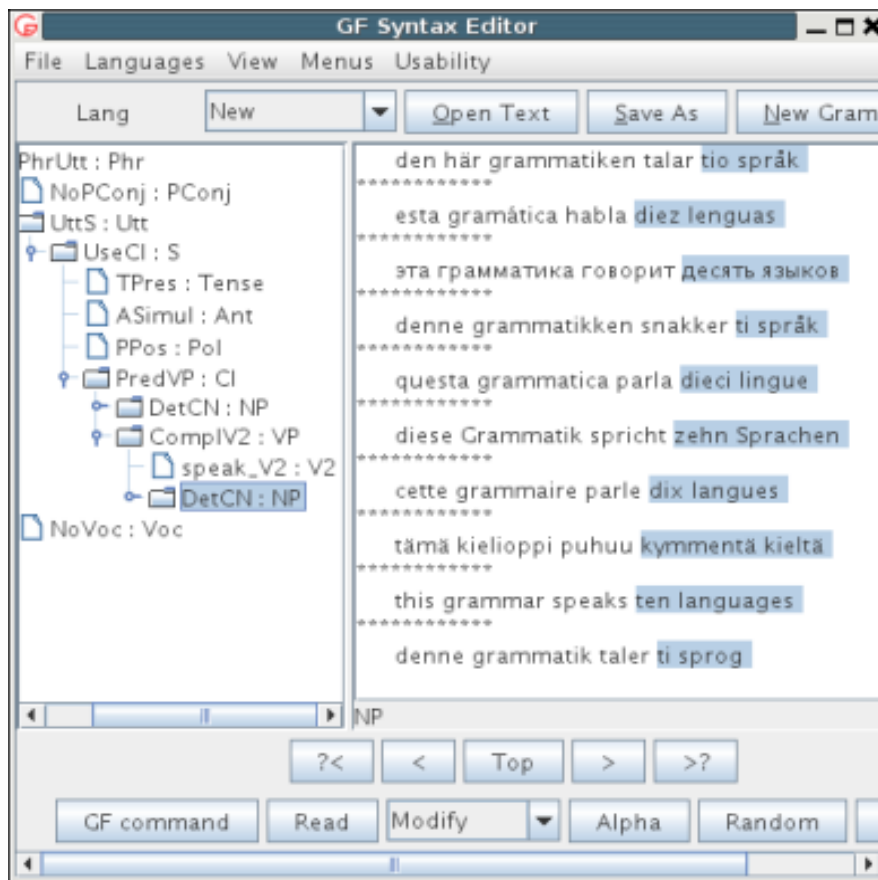 GF Syntax Editor
File Languages View Menus Usability
Lang New Open Text Save As New Gram
PhrUtt : Phr
NoPConj : PConj
UttS : Utt
UseCl : S
TPres : Tense
ASimul : Ant
PPos : Pol
PredVP : Cl
DetCN : NP
ComplV2 : VP
speak_V2 : V2
DetCN : NP
NoVoc : Voc
den här grammatiken talar tio språk
************
esta gramática habla diez lenguas
************
эта грамматика говорит десять языков
************
denne grammatikken snakker ti språk
************
questa grammatica parla dieci lingue
************
diese Grammatik spricht zehn Sprachen
************
cette grammaire parle dix langues
************
tämä kielioppi puhuu kymmentä kieltä
************
this grammar speaks ten languages
************
denne grammatik taler ti sprog
NP
?< < Top > >?
GF command Read Modify Alpha Random